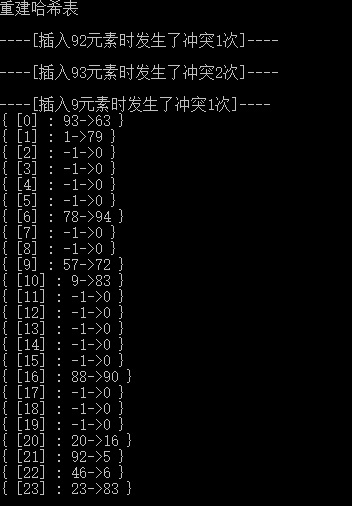 重建哈希表
----[插入92元素时发生了冲突1次]----
----[插入93元素时发生了冲突2次]----
----[插入9元素时发生了冲突1次]----
{ [0] : 93->63 }
{ [1] : 1->79 }
{ [2] : -1->0 }
{ [3] : -1->0 }
{ [4] : -1->0 }
{ [5] : -1->0 }
{ [6] : 78->94 }
{ [7] : -1->0 }
{ [8] : -1->0 }
{ [9] : 57->72 }
{ [10] : 9->83 }
{ [11] : -1->0 }
{ [12] : -1->0 }
{ [13] : -1->0 }
{ [14] : -1->0 }
{ [15] : -1->0 }
{ [16] : 88->90 }
{ [17] : -1->0 }
{ [18] : -1->0 }
{ [19] : -1->0 }
{ [20] : 20->16 }
{ [21] : 92->5 }
{ [22] : 46->6 }
{ [23] : 23->83 }